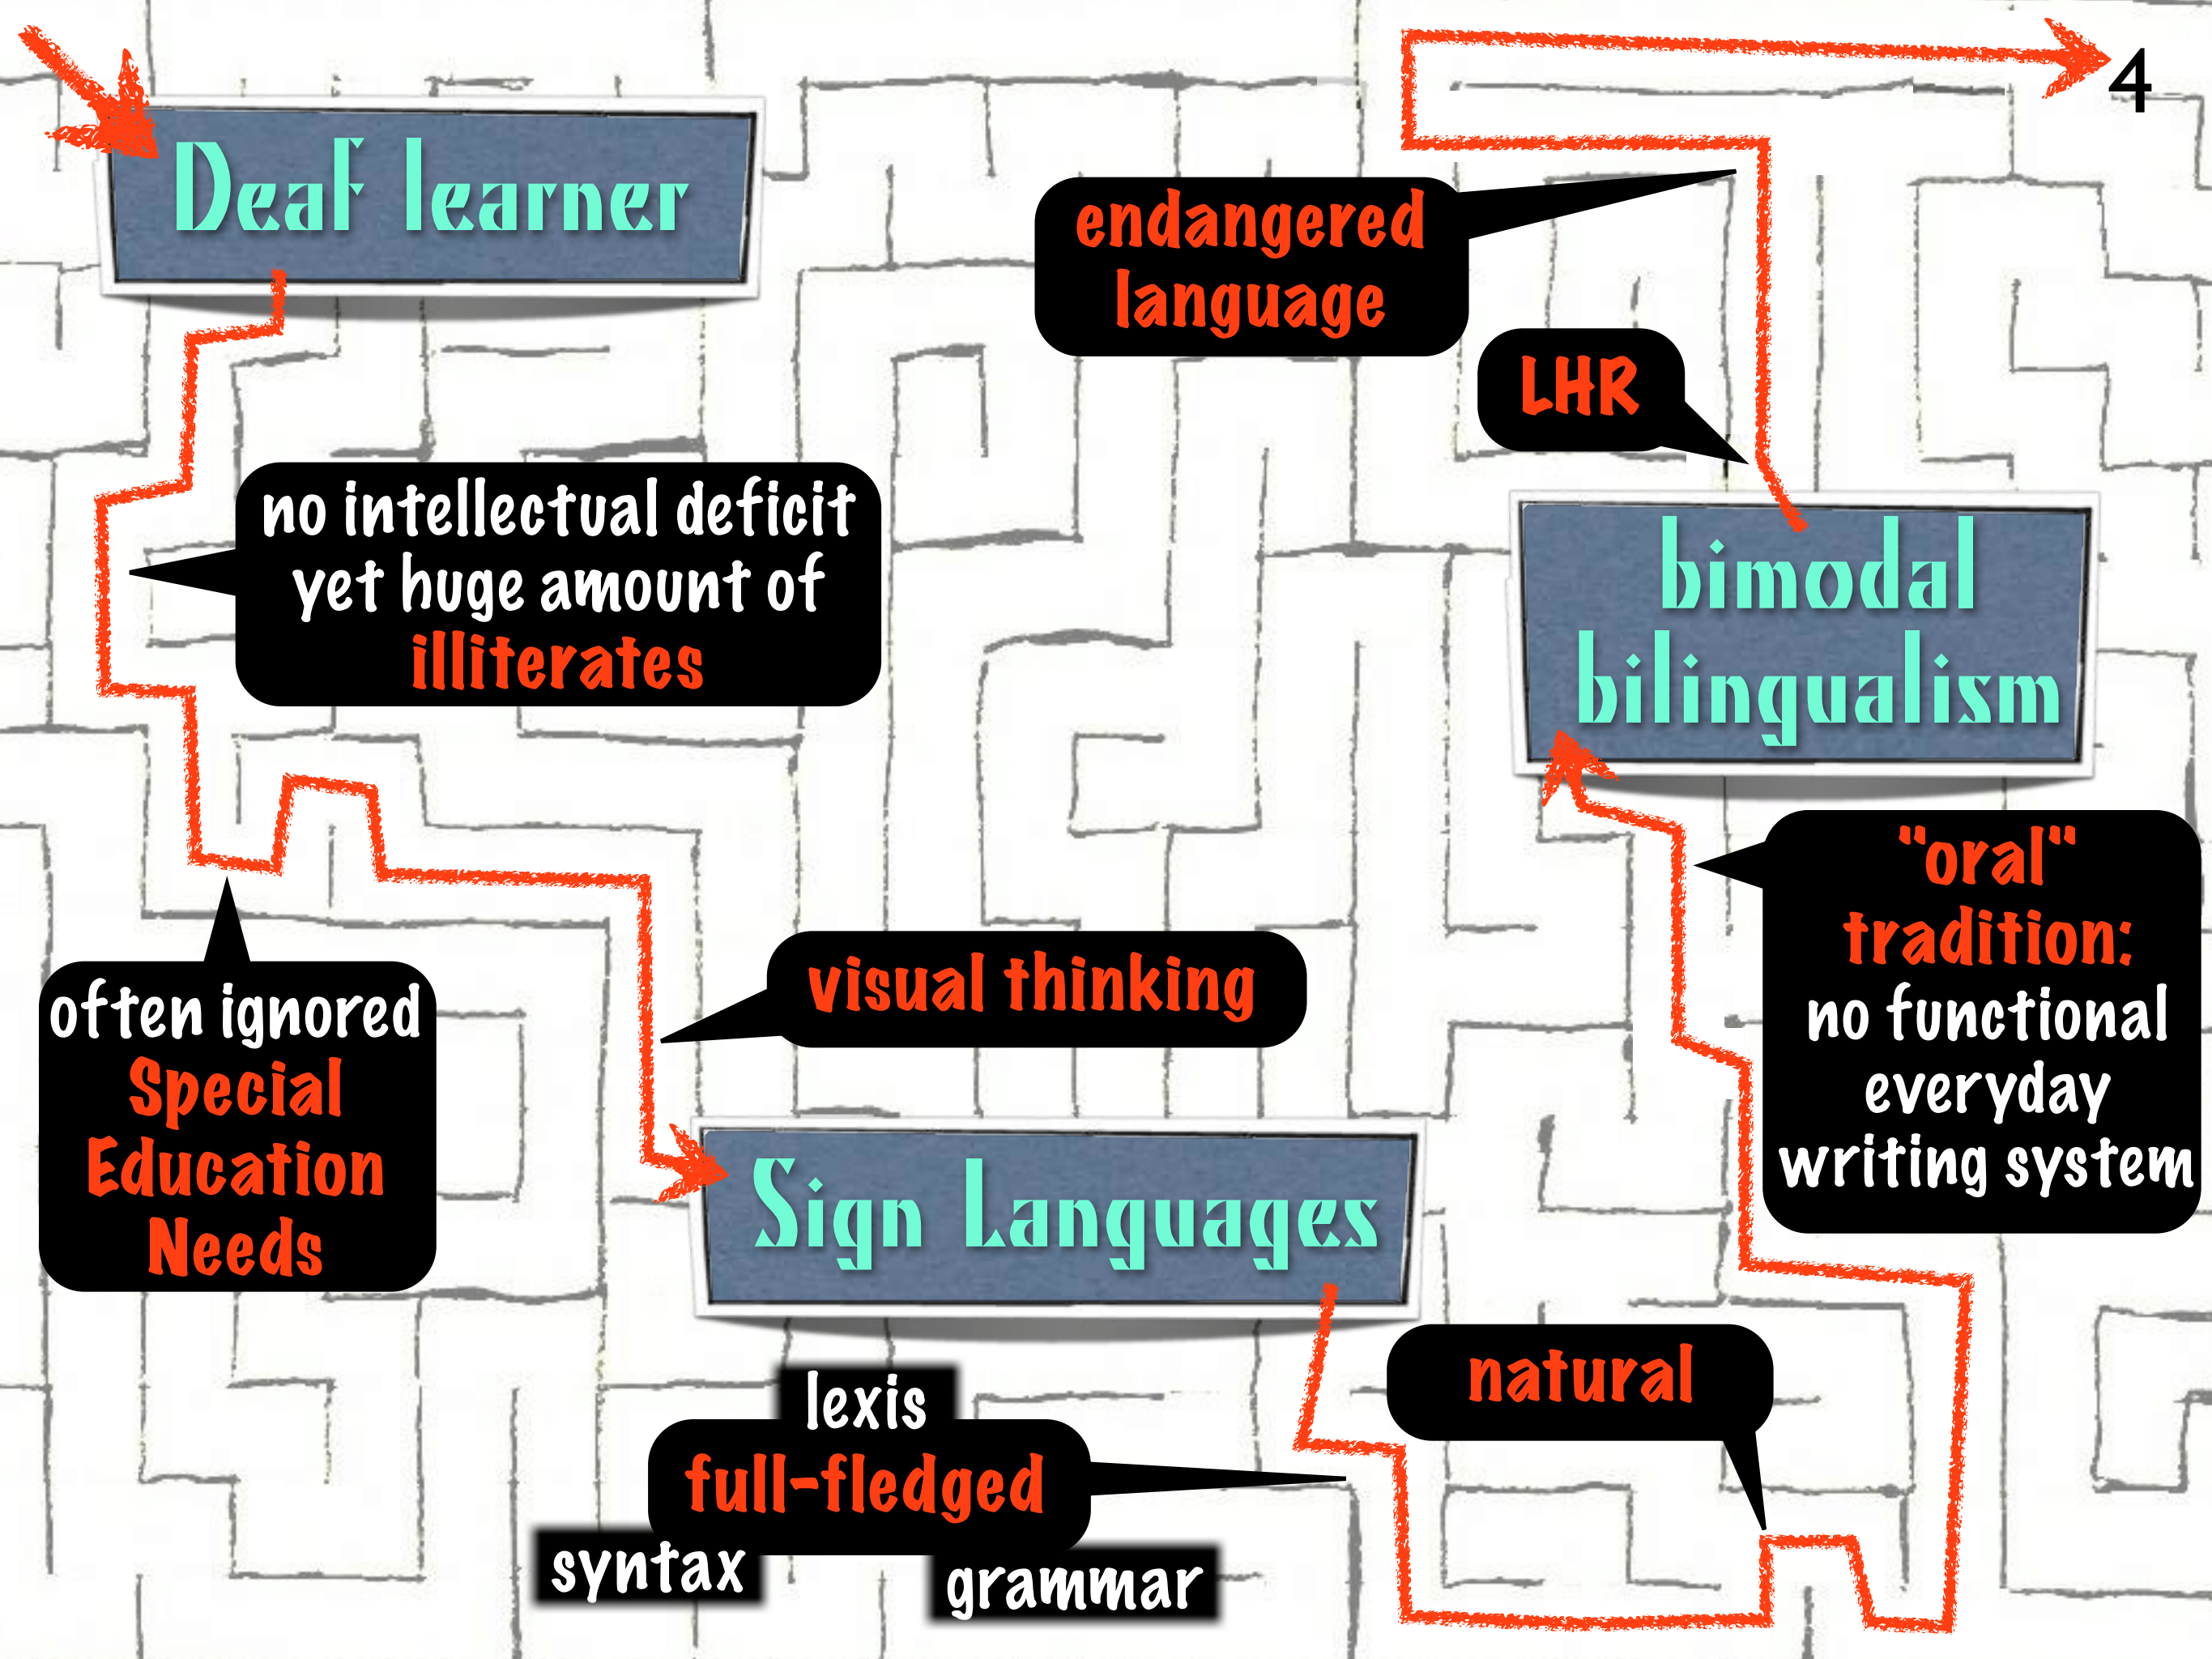 4
Deaf learner
no intellectual deficit
yet huge amount of
illiterates
often ignored
Special
Education
Needs
visual thinking
Sign Languages
lexis
full-fledged
syntax
grammar
natural
"oral"
tradition:
no functional
everyday
writing system
bimodal
bilingualism
LHR
endangered
language